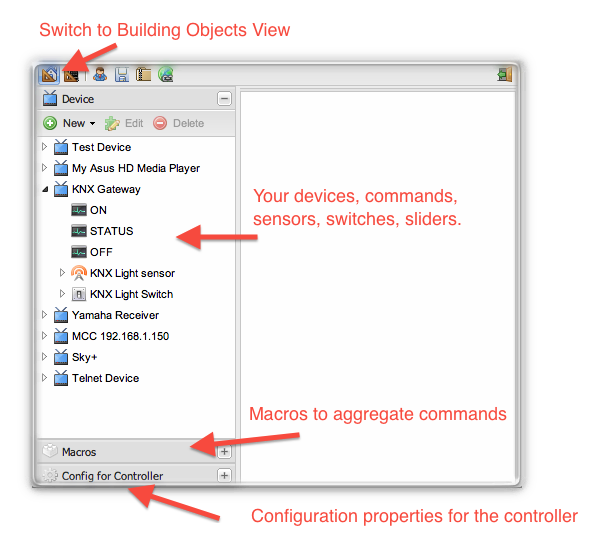 Switch to Building Objects View
Device
New Edit Delete
Test Device
My Asus HD Media Player
KNX Gateway
ON
STATUS
OFF
KNX Light sensor
KNX Light Switch
Yamaha Receiver
MCC 192.168.1.150
Sky+
Telnet Device
Your devices, commands,
sensors, switches, sliders.
Macros to aggregate commands
Macros
Config for Controller
Configuration properties for the controller